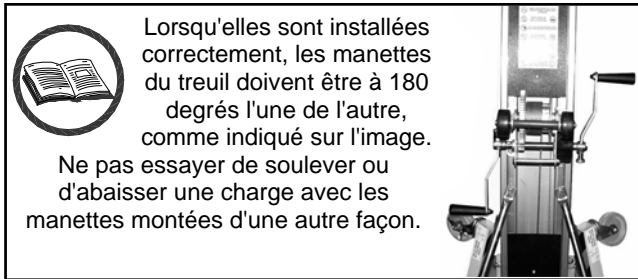 Lorsqu'elles sont installées
correctement, les manettes
du treuil doivent être à 180
degrés l'une de l'autre,
comme indiqué sur l'image.
Ne pas essayer de soulever ou
d'abaisser une charge avec les
manettes montées d'une autre façon.